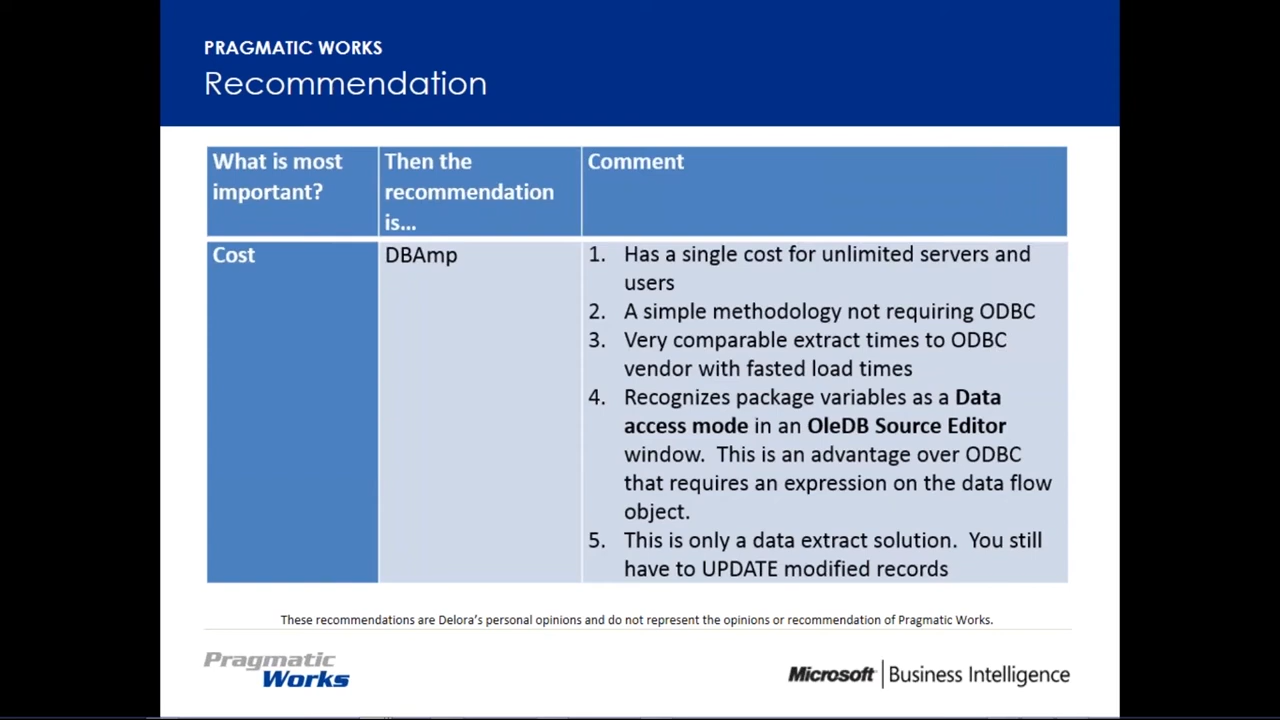 PRAGMATIC WORKS
Recommendation
What is most
important?
Then the
recommendation
is...
Comment
Cost
DBAmp
1. Has a single cost for unlimited servers and
users
2. A simple methodology not requiring ODBC
3. Very comparable extract times to ODBC
vendor with fasted load times
4. Recognizes package variables as a Data
access mode in an OleDB Source Editor
window. This is an advantage over ODBC
that requires an expression on the data flow
object.
5. This is only a data extract solution. You still
have to UPDATE modified records
These recommendations are Delora's personal opinions and do not represent the opinions or recommendation of Pragmatic Works.
Pragmatic
Works
Microsoft | Business Intelligence